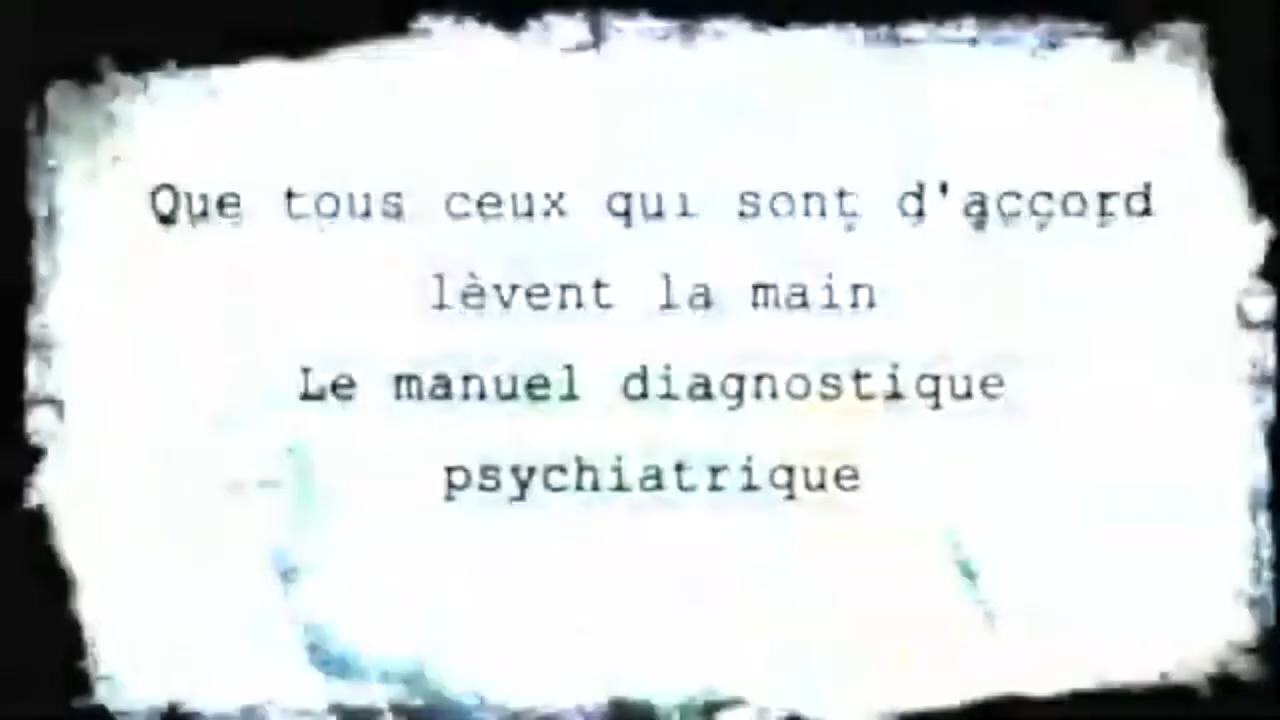 Que tous ceux qui sont d'accord
lèvent la main
Le manuel diagnostique
psychiatrique